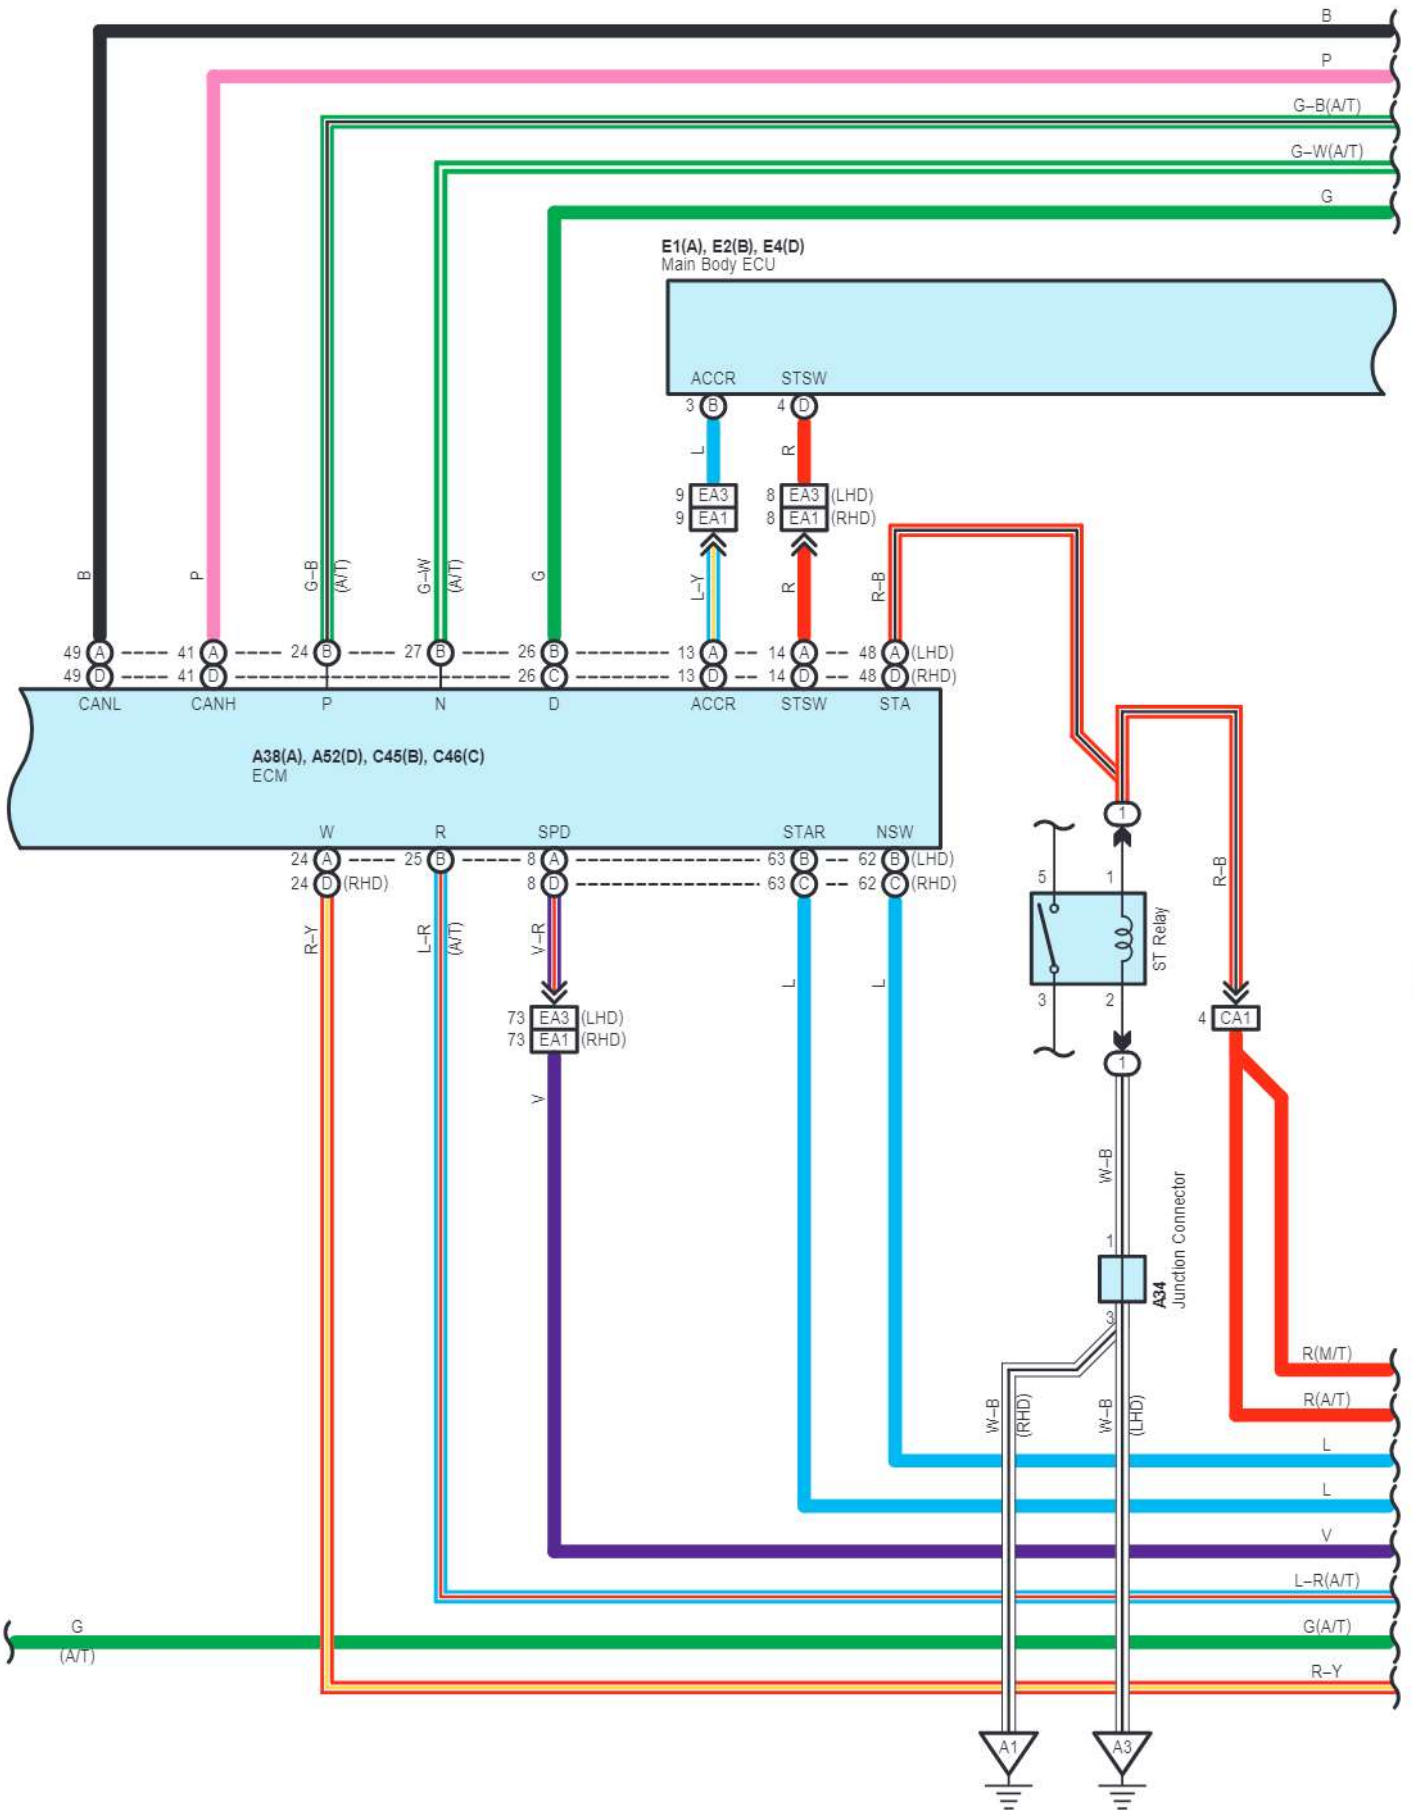 B
P
G–B(A/T)
G–W(A/T)
G
E1(A), E2(B), E4(D)
Main Body ECU
ACCR STSW
3 B 4 D
L R
9 EA3 8 EA3 (LHD)
9 EA1 8 EA1 (RHD)
B P G–B (A/T) G–W (A/T) G L–Y R R–B
49 A 41 A 24 B 27 B 26 B 13 A 14 A 48 A (LHD)
49 D 41 D 26 C 13 D 14 D 48 D (RHD)
CANL CANH P N D ACCR STSW STA
A38(A), A52(D), C45(B), C46(C)
ECM
W R SPD STAR NSW
1
24 A 25 B 8 A 63 B 62 B (LHD)
24 D (RHD) 8 D 63 C 62 C (RHD)
5 1
R–B
R–Y L–R (A/T) V–R L L
ST Relay
3 2
73 EA3 (LHD)
73 EA1 (RHD)
4 CA1
1
V
W–B
1
A34
Junction Connector
3
R(M/T)
R(A/T)
W–B (RHD) W–B (LHD)
L
L
V
L–R(A/T)
G
(A/T)
G(A/T)
R–Y
A1 A3